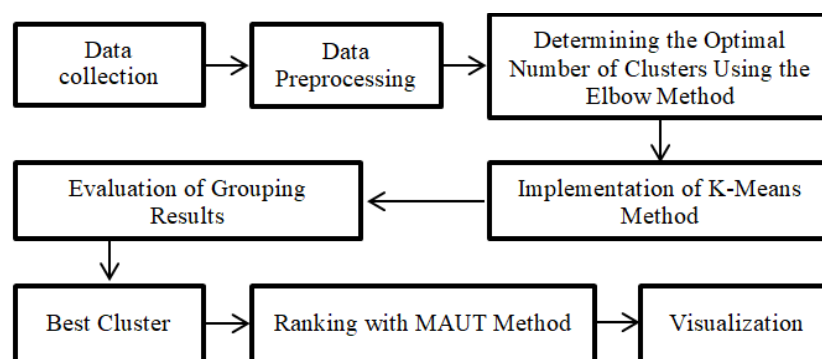 Data
collection
Data
Preprocessing
Determining the Optimal
Number of Clusters Using the
Elbow Method
Evaluation of Grouping
Results
Implementation of K-Means
Method
Best Cluster
Ranking with MAUT Method
Visualization